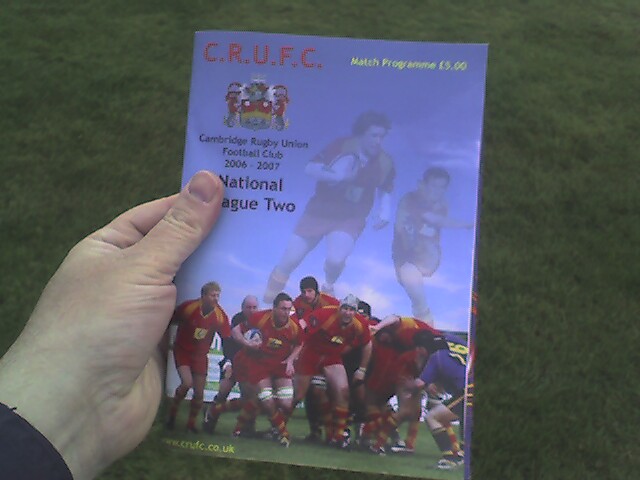 C.R.U.F.C.
Match Programme £5.00
Cambridge Rugby Union
Football Club
2006 - 2007
National
ague Two
www.crufc.co.uk